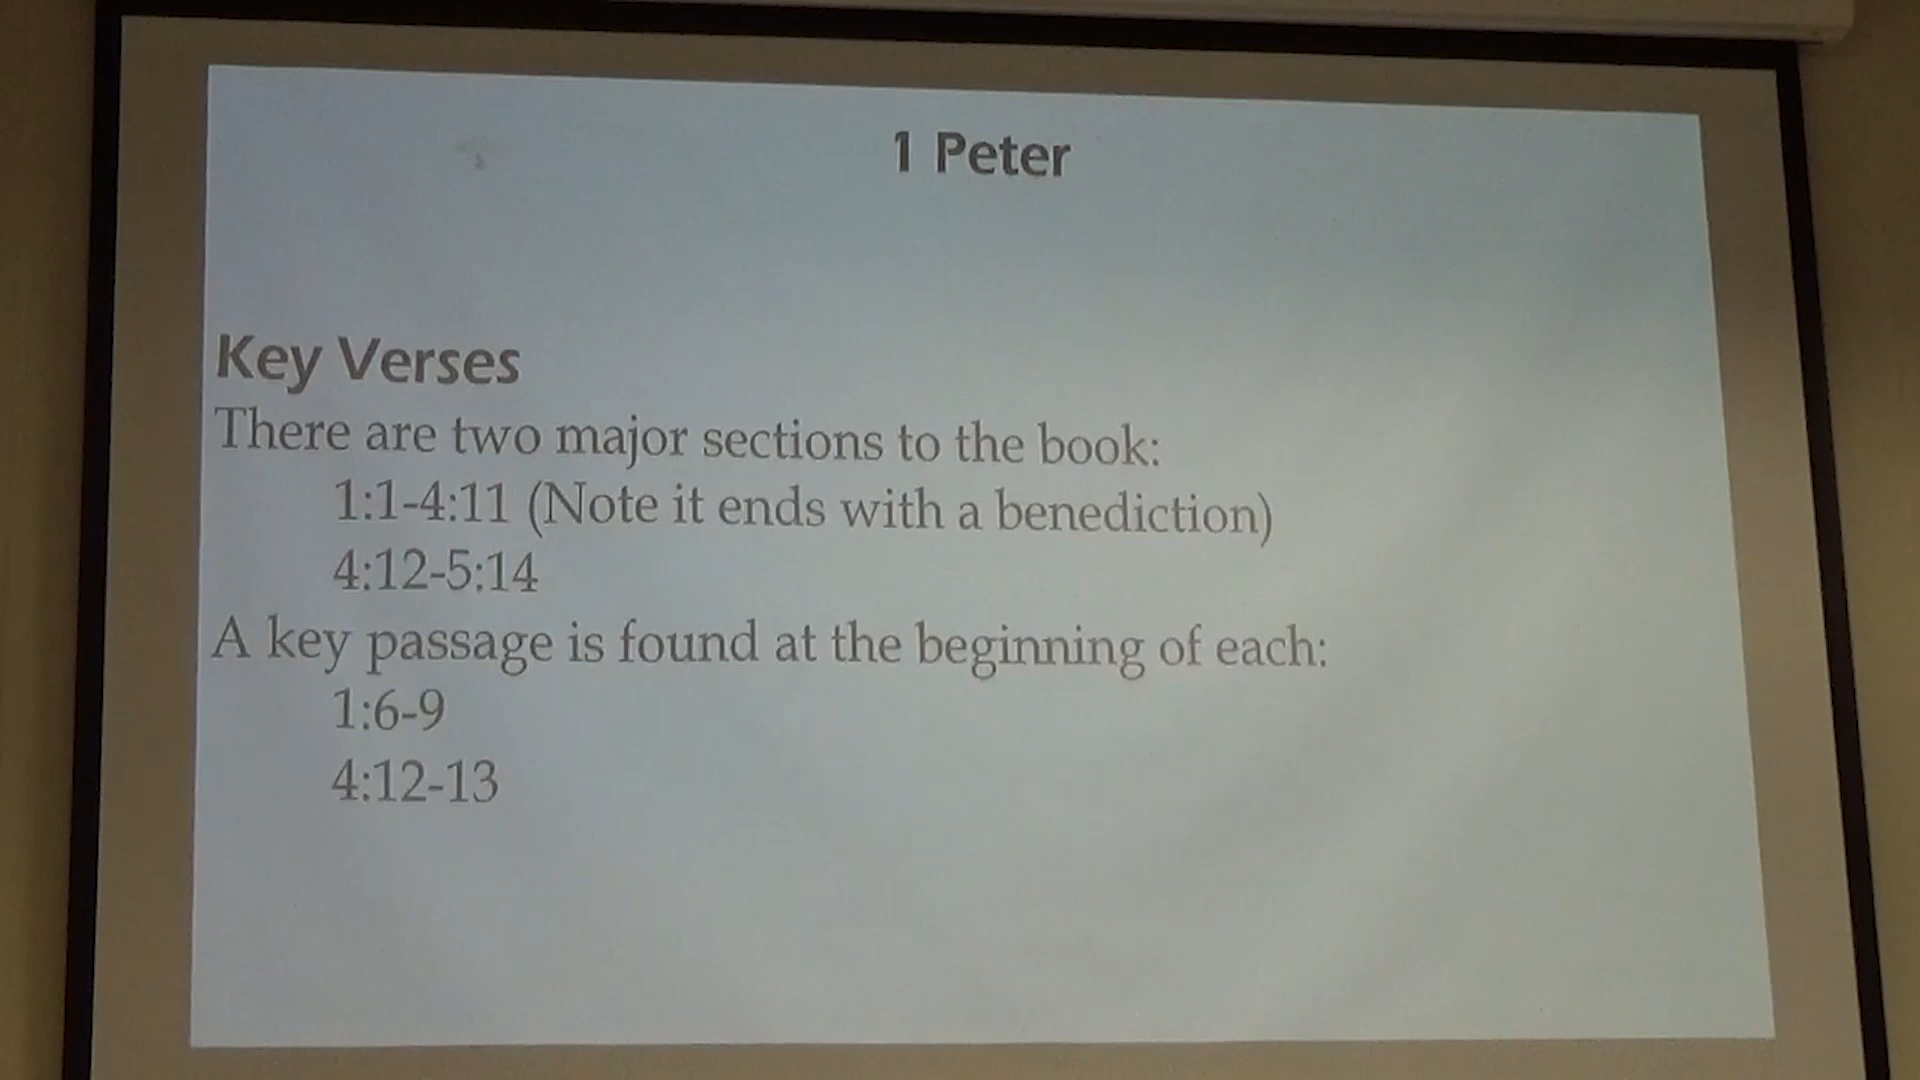 1 Peter
Key Verses
There are two major sections to the book:
1:1-4:11 (Note it ends with a benediction)
4:12-5:14
A key passage is found at the beginning of each:
1:6-9
4:12-13